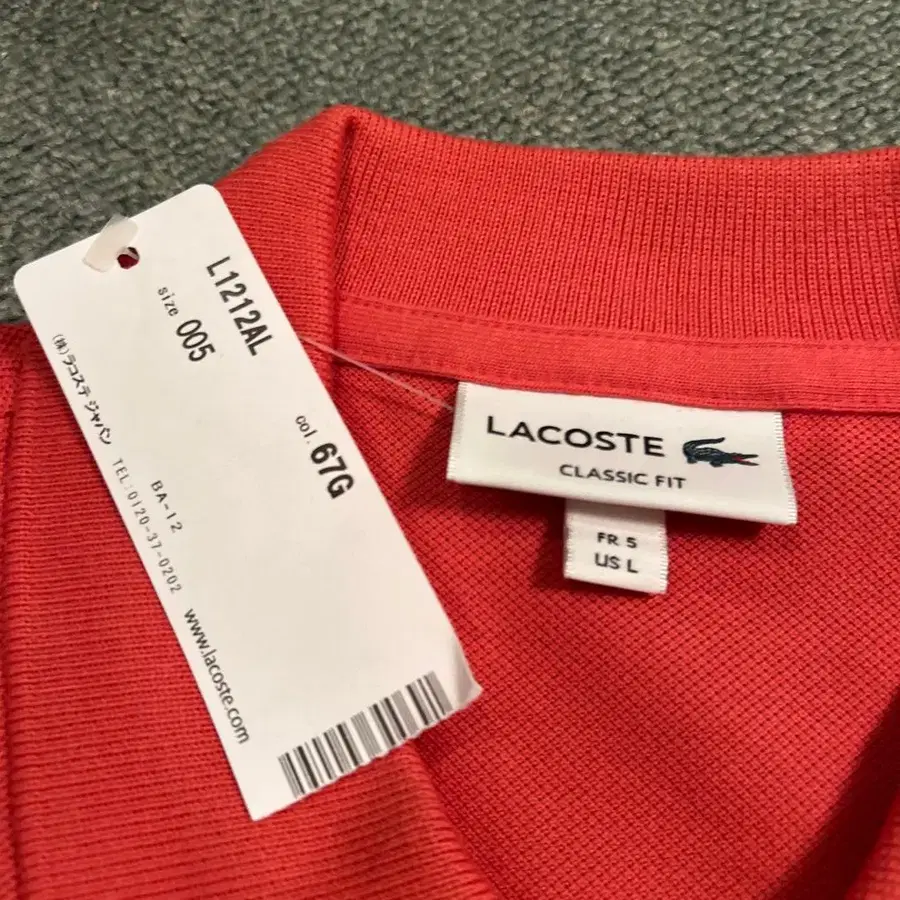 L1212AL
size 005
col. 67G
(株)ラコステ ジャパン
BA-12
TEL:0120-37-0202
www.lacoste.com
LACOSTE
CLASSIC FIT
FR 5
US L